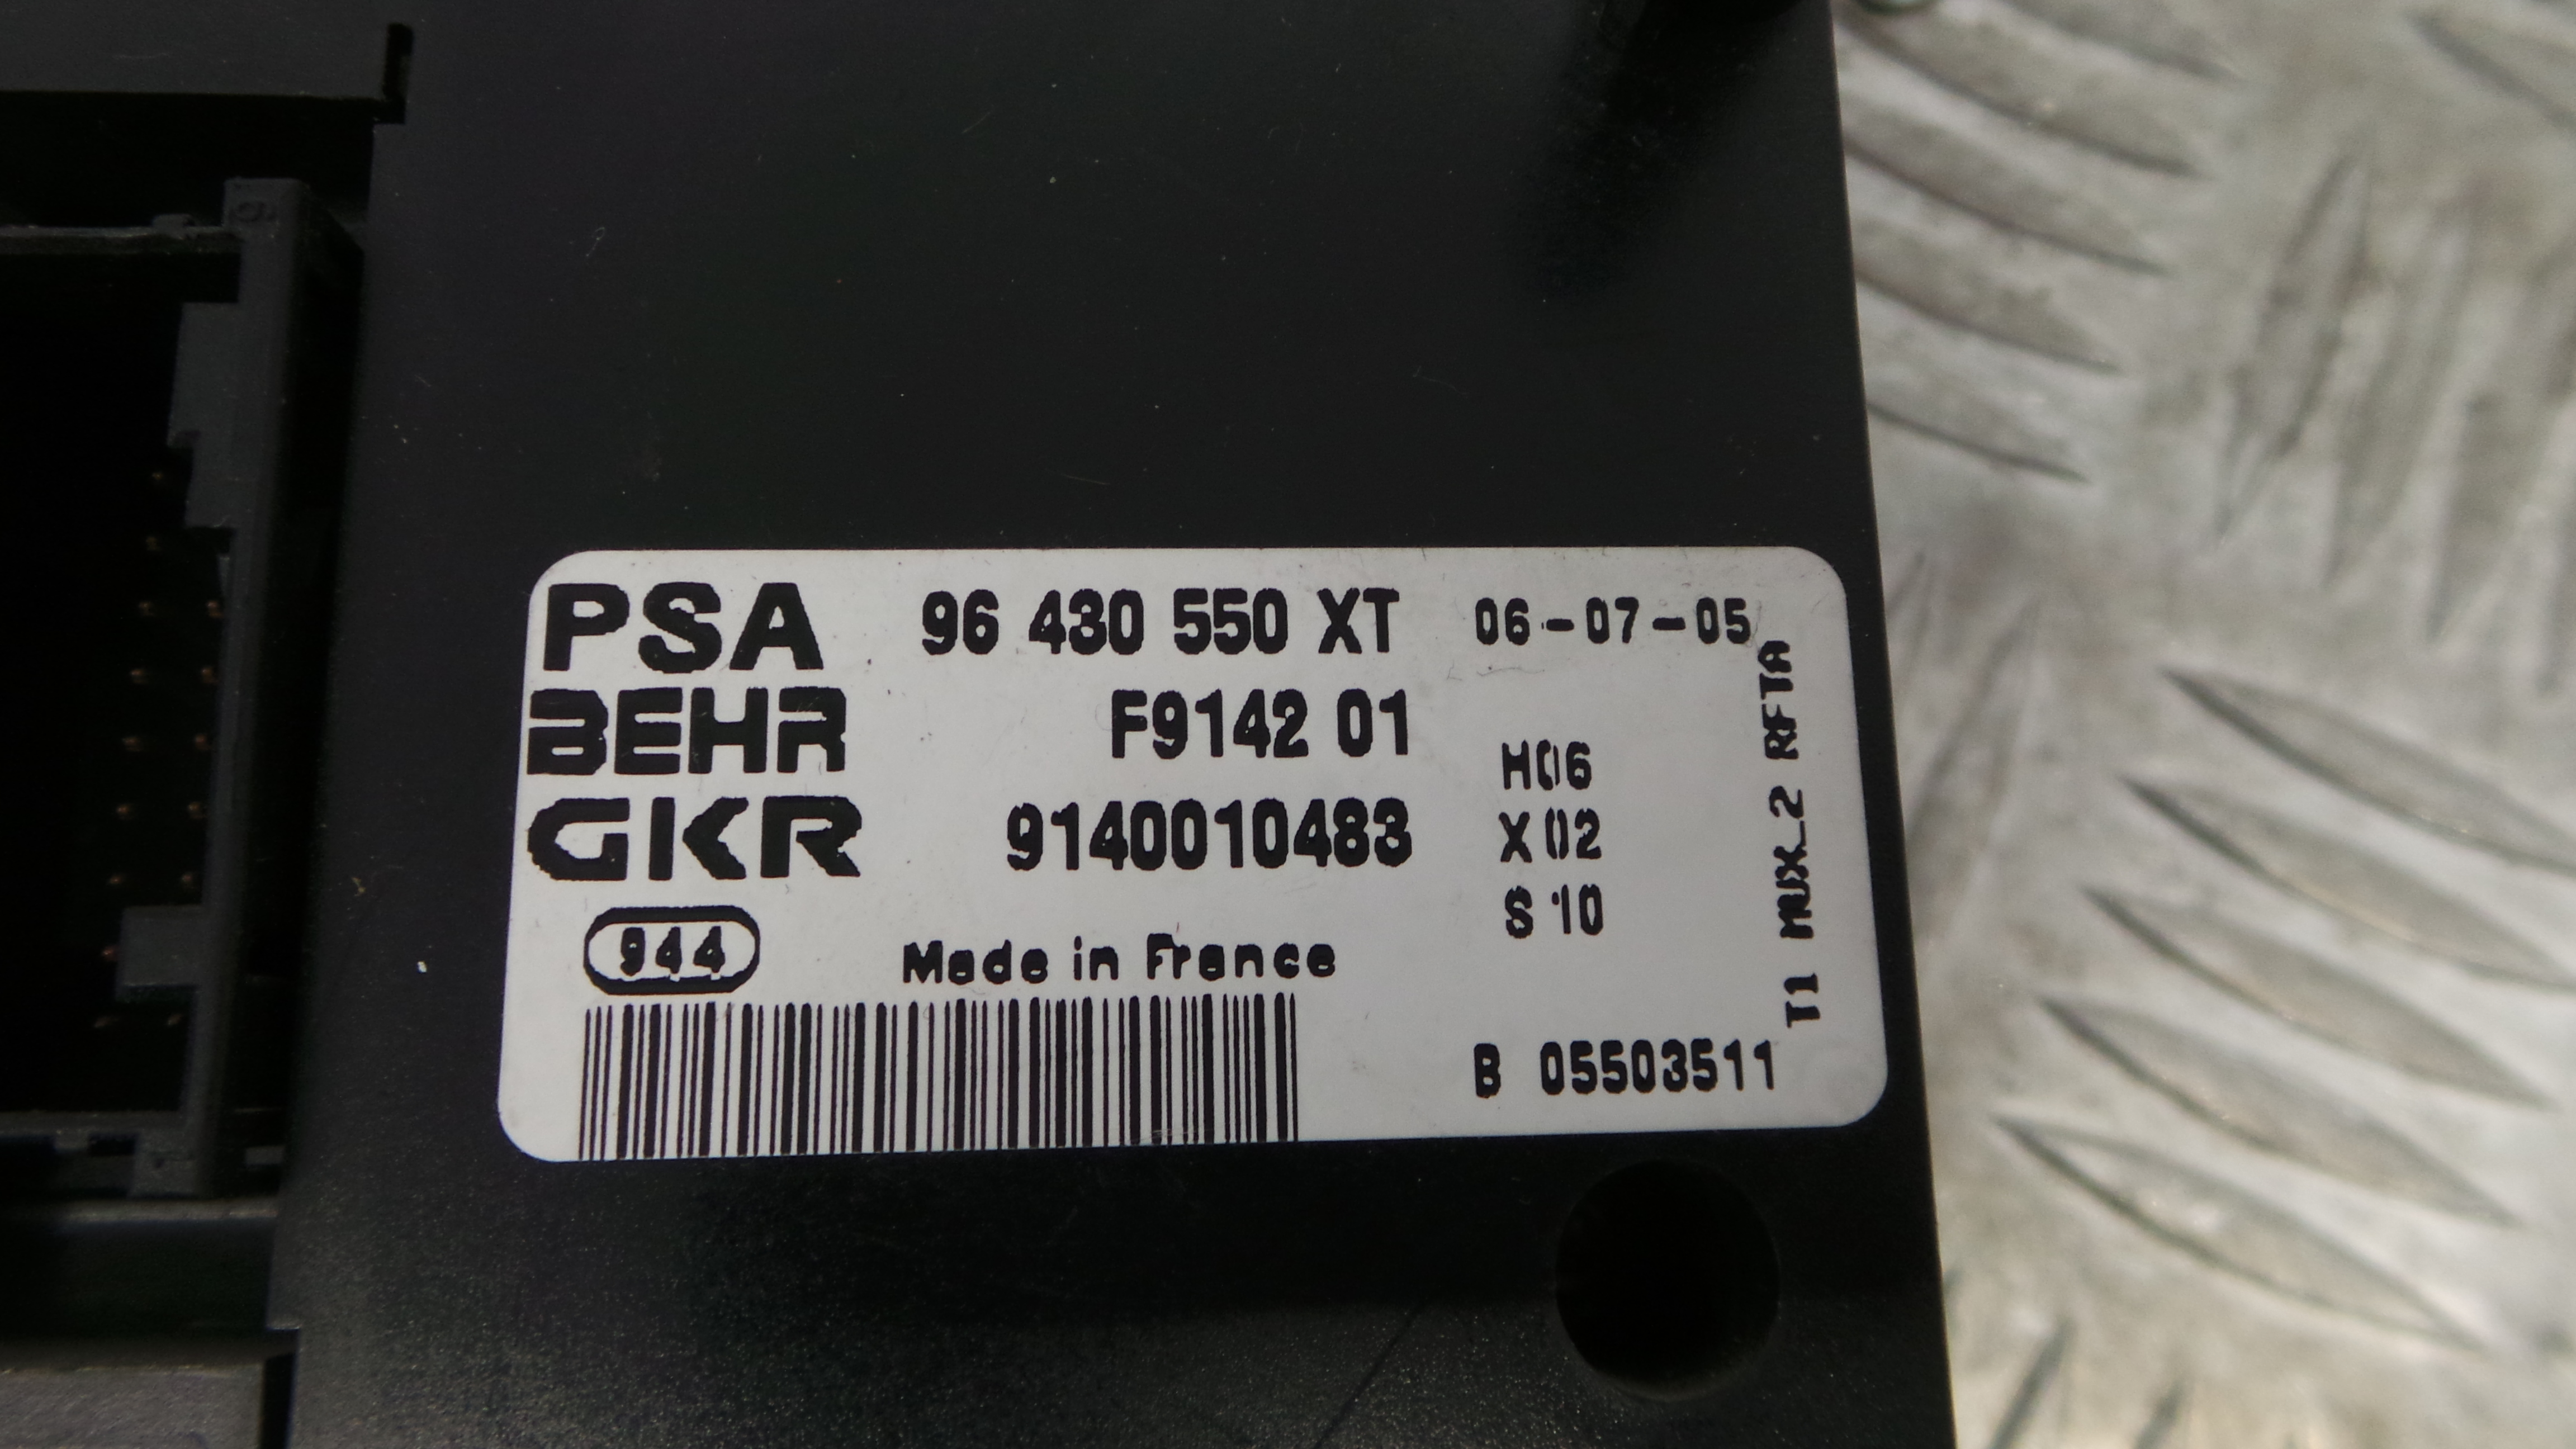 PSA 96 430 550 XT 06-07-05
BEHR F9142 01
GKR 9140010483
H06
X02
S10
944 Made in France
B 05503511
T1 MUX_2 RFTA